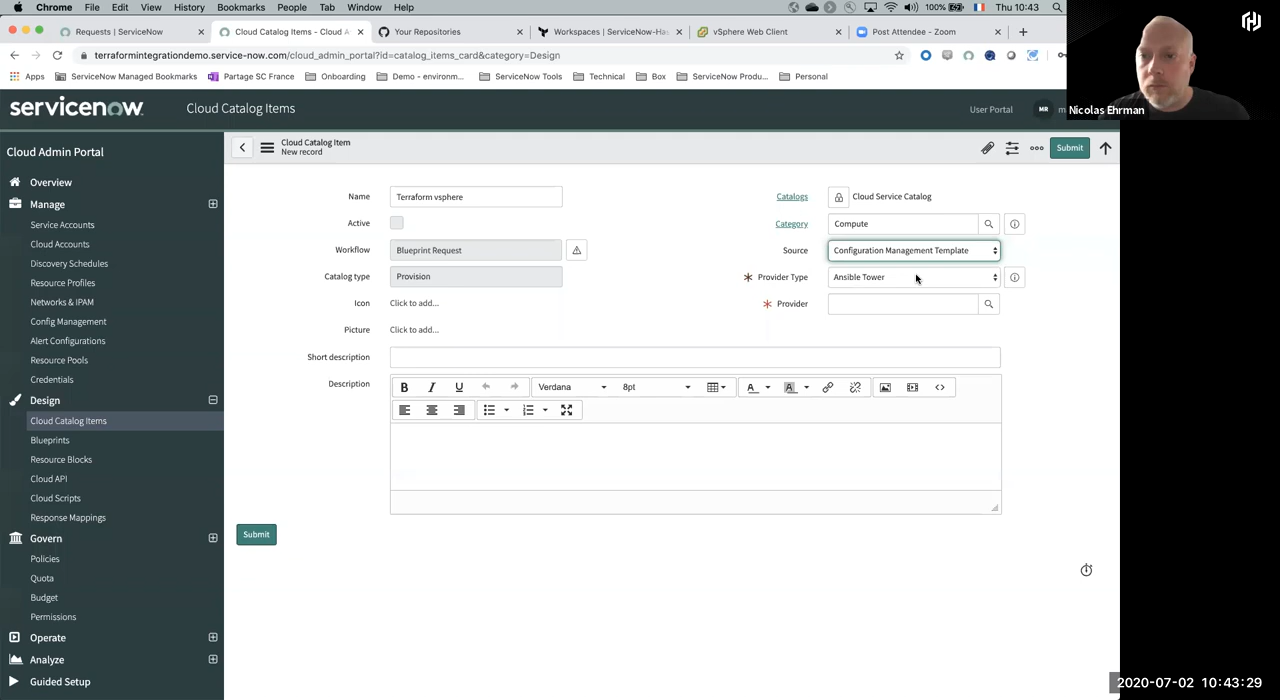 Chrome File Edit View History Bookmarks People Tab Window Help 100% Thu 10:43
Requests | ServiceNow Cloud Catalog Items - Cloud A Your Repositories Workspaces | ServiceNow-Has vSphere Web Client Post Attendee - Zoom
terraformintegrationdemo.service-now.com/cloud_admin_portal?id=catalog_items_card&category=Design
Apps ServiceNow Managed Bookmarks Partage SC France Onboarding Demo - environm... ServiceNow Tools Technical Box ServiceNow Produ... Personal
Nicolas Ehrman
servicenow Cloud Catalog Items User Portal MR
Cloud Admin Portal
Overview
Manage
Service Accounts
Cloud Accounts
Discovery Schedules
Resource Profiles
Networks & IPAM
Config Management
Alert Configurations
Resource Pools
Credentials
Design
Cloud Catalog Items
Blueprints
Resource Blocks
Cloud API
Cloud Scripts
Response Mappings
Govern
Policies
Quota
Budget
Permissions
Operate
Analyze
Guided Setup
Cloud Catalog Item
New record
Submit
Name Terraform vsphere
Active
Workflow Blueprint Request
Catalog type Provision
Icon Click to add...
Picture Click to add...
Catalogs Cloud Service Catalog
Category Compute
Source Configuration Management Template
Provider Type Ansible Tower
Provider
Short description
Description
B I U Verdana 8pt A A
Submit
2020-07-02 10:43:29